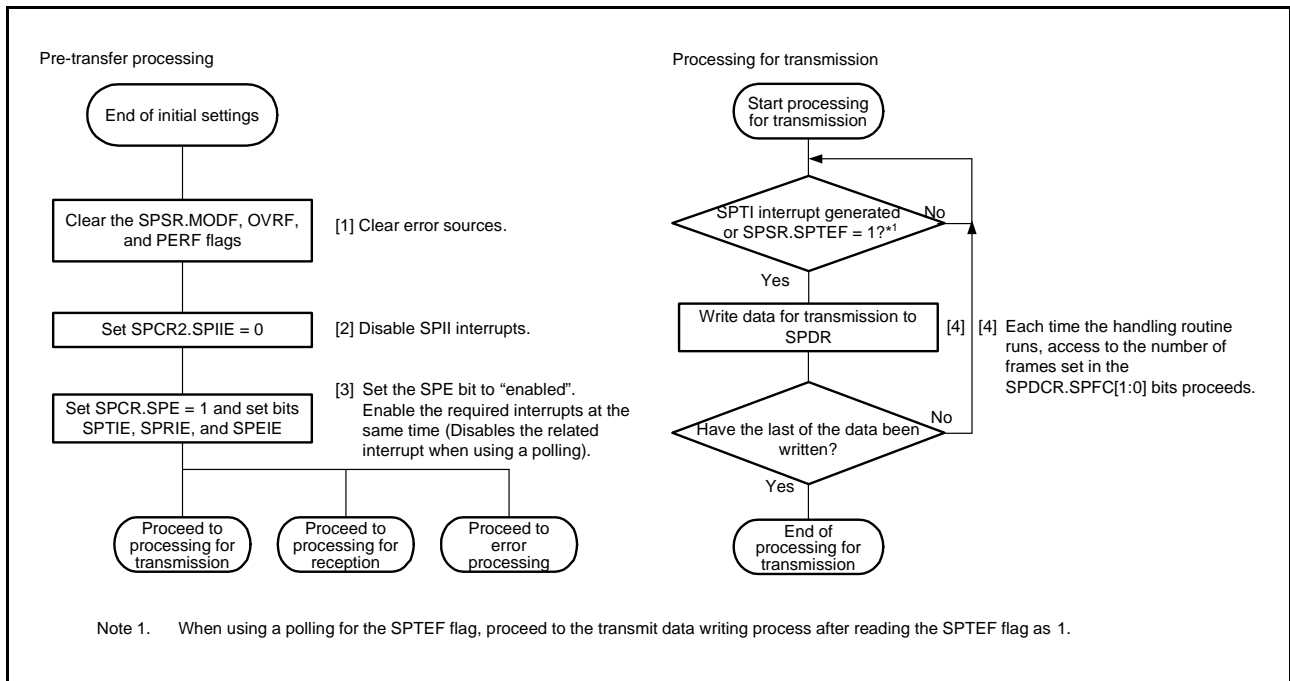 Pre-transfer processing
End of initial settings
Clear the SPSR.MODF, OVRF,
and PERF flags
[1] Clear error sources.
Set SPCR2.SPIIE = 0
[2] Disable SPII interrupts.
Set SPCR.SPE = 1 and set bits
SPTIE, SPRIE, and SPEIE
[3] Set the SPE bit to “enabled”.
Enable the required interrupts at the
same time (Disables the related
interrupt when using a polling).
Proceed to
processing for
transmission
Proceed to
processing for
reception
Proceed to
error
processing
Processing for transmission
Start processing
for transmission
SPTI interrupt generated
or SPSR.SPTEF = 1?*1
No
Yes
Write data for transmission to
SPDR
[4]
[4] Each time the handling routine
runs, access to the number of
frames set in the
SPDCR.SPFC[1:0] bits proceeds.
Have the last of the data been
written?
No
Yes
End of
processing for
transmission
Note 1. When using a polling for the SPTEF flag, proceed to the transmit data writing process after reading the SPTEF flag as 1.